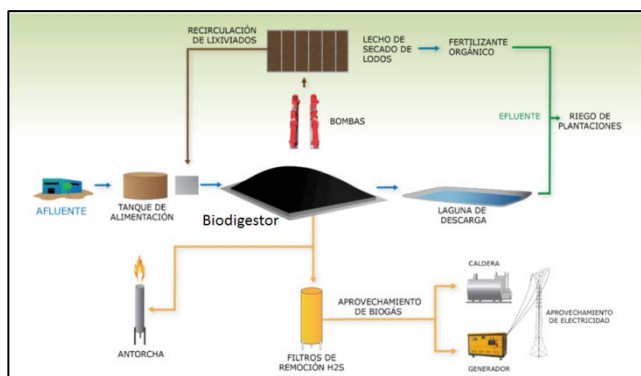 RECIRCULACIÓN
DE LIXIVIADOS
LECHO DE
SECADO DE
LODOS
FERTILIZANTE
ORGÁNICO
BOMBAS
EFLUENTE
RIEGO DE
PLANTACIONES
AFLUENTE
TANQUE DE
ALIMENTACIÓN
Biodigestor
LAGUNA DE
DESCARGA
ANTORCHA
FILTROS DE
REMOCIÓN H2S
APROVECHAMIENTO
DE BIOGÁS
CALDERA
GENERADOR
APROVECHAMIENTO
DE ELECTRICIDAD